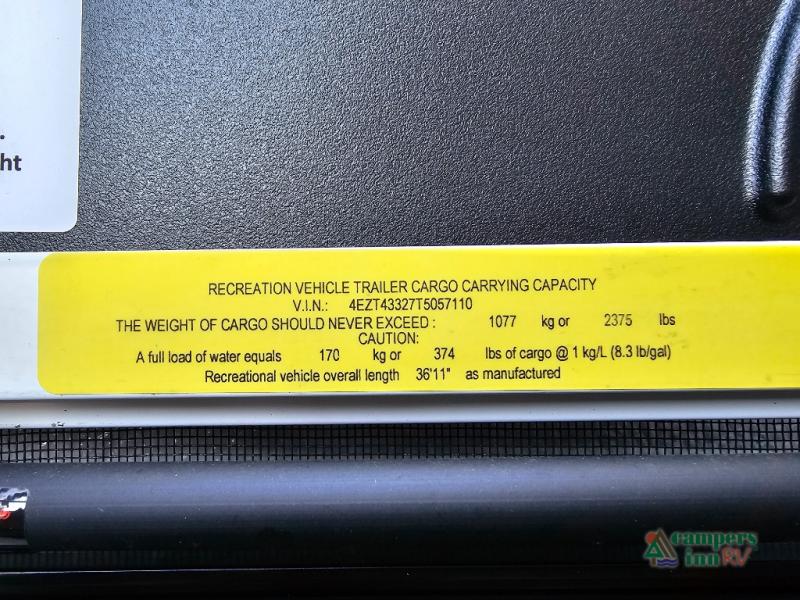 ht
RECREATION VEHICLE TRAILER CARGO CARRYING CAPACITY
V.I.N.: 4EZT43327T5057110
THE WEIGHT OF CARGO SHOULD NEVER EXCEED : 1077 kg or 2375 lbs
CAUTION:
A full load of water equals 170 kg or 374 lbs of cargo @ 1 kg/L (8.3 lb/gal)
Recreational vehicle overall length 36'11" as manufactured
campers
inn RV